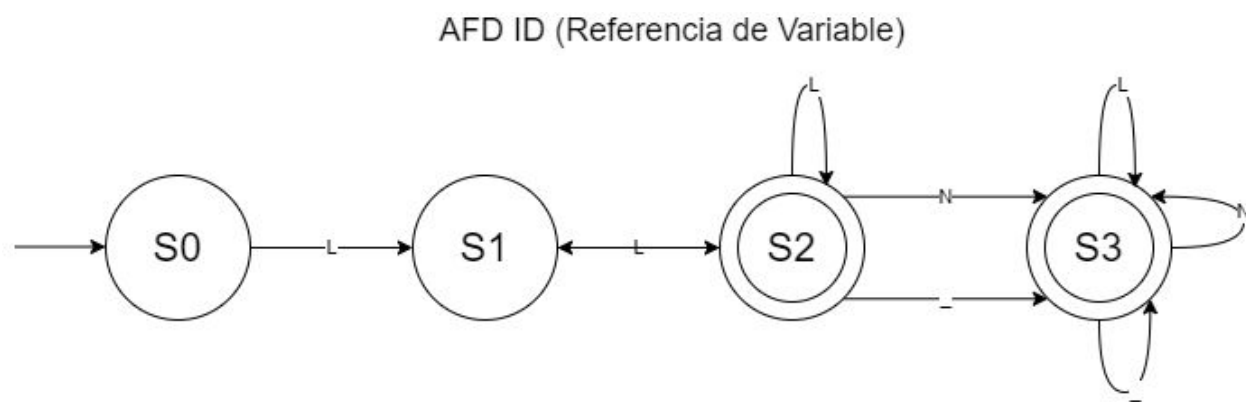 AFD ID (Referencia de Variable)
L
L
S0
L
S1
L
S2
N
_
S3
N
_